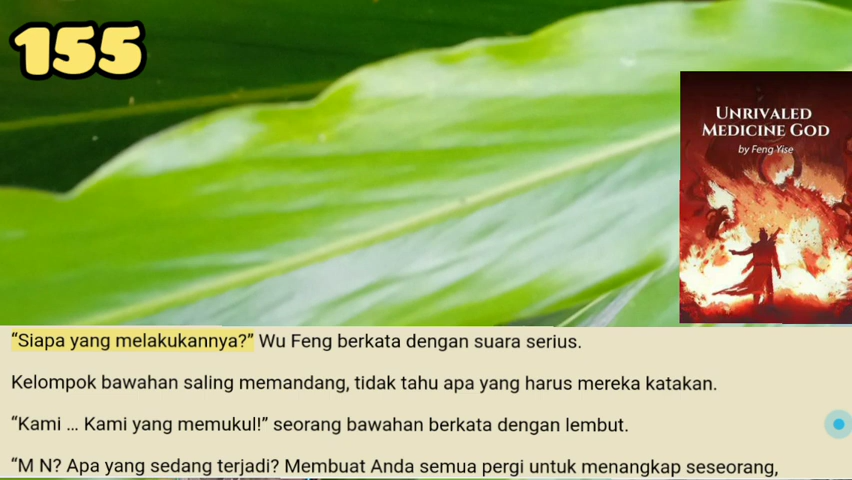 155
UNRIVALED
MEDICINE GOD
by Feng Yise
“Siapa yang melakukannya?” Wu Feng berkata dengan suara serius.
Kelompok bawahan saling memandang, tidak tahu apa yang harus mereka katakan.
“Kami ... Kami yang memukul!” seorang bawahan berkata dengan lembut.
“M N? Apa yang sedang terjadi? Membuat Anda semua pergi untuk menangkap seseorang,